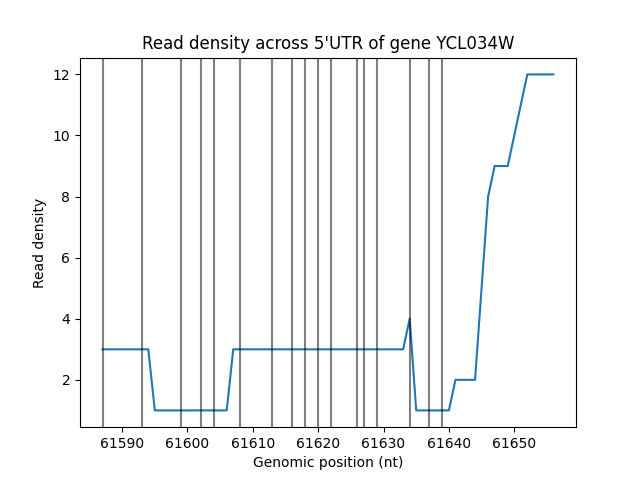 Read density across 5'UTR of gene YCL034W
12
10
8
6
4
2
Read density
61590 61600 61610 61620 61630 61640 61650
Genomic position (nt)